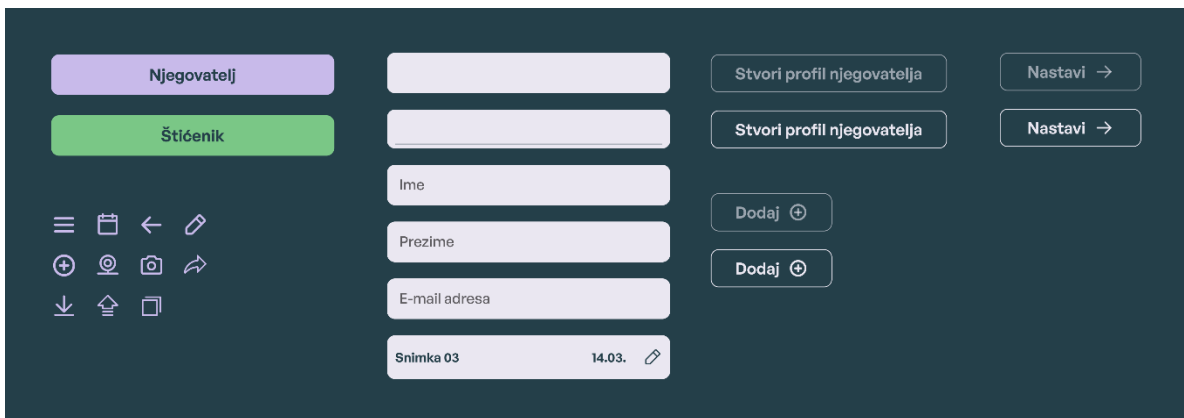 Njegovatelj
Štićenik
Ime
Prezime
E-mail adresa
Snimka 03 14.03.
Stvori profil njegovatelja
Stvori profil njegovatelja
Dodaj
Dodaj
Nastavi
Nastavi